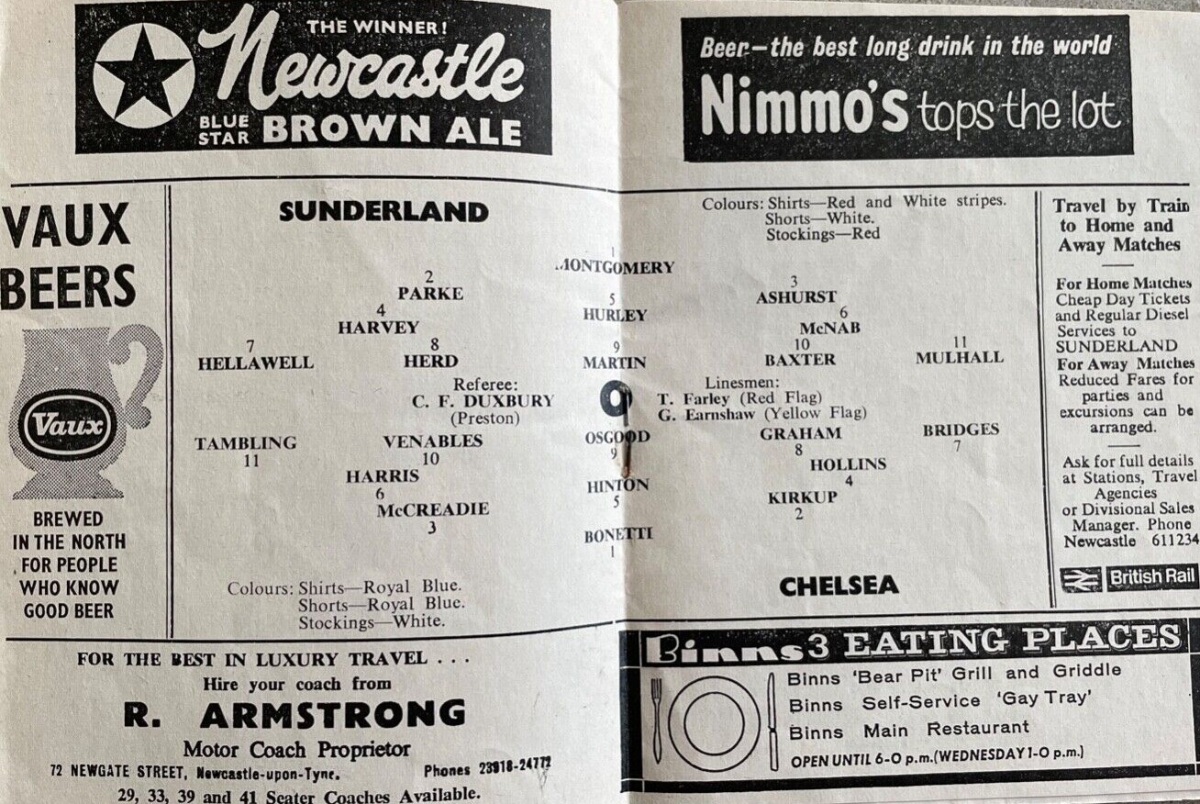 THE WINNER!
Newcastle
BLUE STAR BROWN ALE
Beer-the best long drink in the world
Nimmo's tops the lot
VAUX
BEERS
Vaux
BREWED
IN THE NORTH
FOR PEOPLE
WHO KNOW
GOOD BEER
SUNDERLAND
Colours: Shirts—Red and White stripes.
Shorts—White.
Stockings—Red
1
MONTGOMERY
2 3
PARKE ASHURST
4 5 6
HARVEY HURLEY McNAB
7 8 9 10 11
HELLAWELL HERD MARTIN BAXTER MULHALL
Referee:
C. F. DUXBURY
(Preston)
9
Linesmen:
T. Farley (Red Flag)
G. Earnshaw (Yellow Flag)
TAMBLING VENABLES OSGOOD GRAHAM BRIDGES
11 10 9 8 7
HARRIS HINTON HOLLINS
6 5 4
McCREADIE KIRKUP
3 2
BONETTI
1
Colours: Shirts—Royal Blue.
Shorts—Royal Blue.
Stockings—White.
CHELSEA
Travel by Train
to Home and
Away Matches
For Home Matches
Cheap Day Tickets
and Regular Diesel
Services to
SUNDERLAND
For Away Matches
Reduced Fares for
parties and
excursions can be
arranged.
Ask for full details
at Stations, Travel
Agencies
or Divisional Sales
Manager. Phone
Newcastle 611234
British Rail
FOR THE BEST IN LUXURY TRAVEL . . .
Hire your coach from
R. ARMSTRONG
Motor Coach Proprietor
72 NEWGATE STREET, Newcastle-upon-Tyne. Phones 23918-24772
29, 33, 39 and 41 Seater Coaches Available.
Binns 3 EATING PLACES
Binns 'Bear Pit' Grill and Griddle
Binns Self-Service 'Gay Tray'
Binns Main Restaurant
OPEN UNTIL 6-0 p.m. (WEDNESDAY 1-0 p.m.)